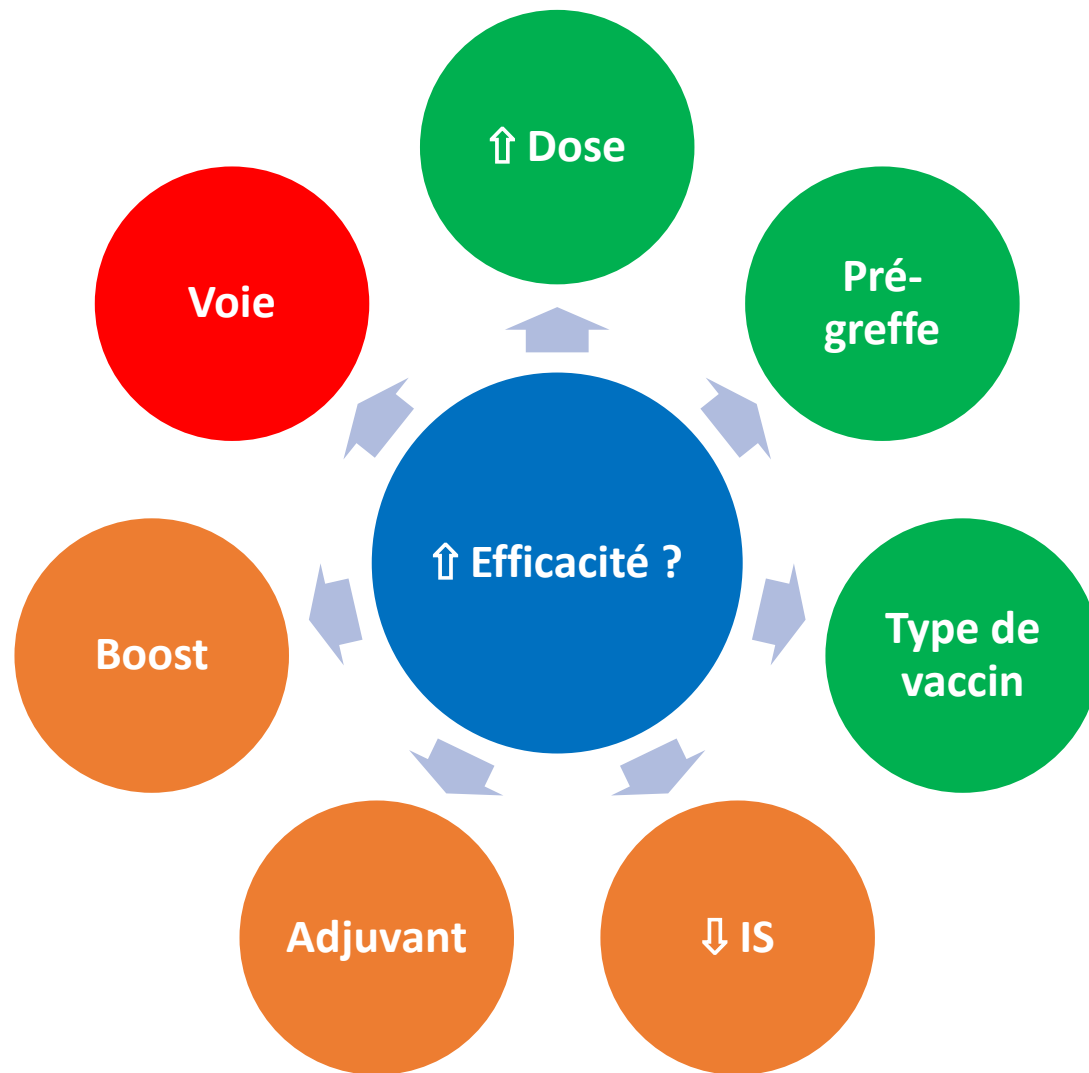 ⇧ Dose
Pré-
greffe
Voie
⇧ Efficacité ?
Type de
vaccin
Boost
Adjuvant
⇩ IS